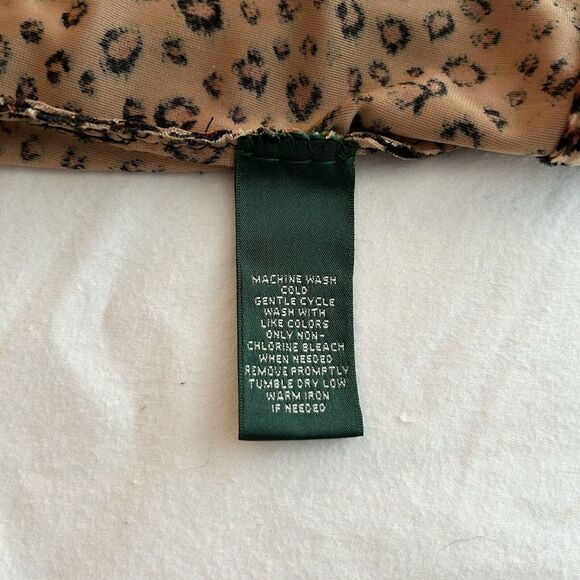 MACHINE WASH
COLD
GENTLE CYCLE
WASH WITH
LIKE COLORS
ONLY NON-
CHLORINE BLEACH
WHEN NEEDED
REMOVE PROMPTLY
TUMBLE DRY LOW
WARM IRON
IF NEEDED